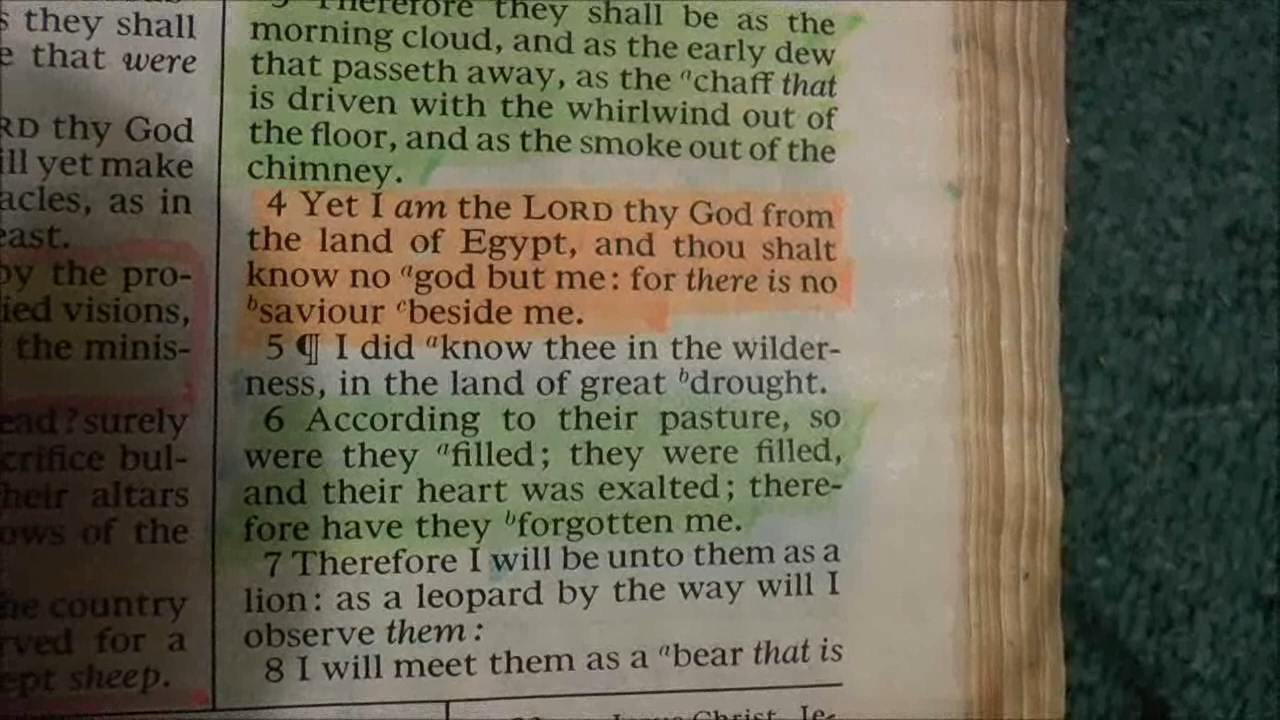 s they shall
e that were
RD thy God
ill yet make
acles, as in
east.
by the pro-
ied visions,
the minis-
ead? surely
crifice bul-
heir altars
ows of the
he country
rved for a
ept sheep.
3 Therefore they shall be as the
morning cloud, and as the early dew
that passeth away, as the a chaff that
is driven with the whirlwind out of
the floor, and as the smoke out of the
chimney.
4 Yet I am the LORD thy God from
the land of Egypt, and thou shalt
know no a god but me: for there is no
b saviour c beside me.
5 ¶ I did a know thee in the wilder-
ness, in the land of great b drought.
6 According to their pasture, so
were they a filled; they were filled,
and their heart was exalted; there-
fore have they b forgotten me.
7 Therefore I will be unto them as a
lion: as a leopard by the way will I
observe them:
8 I will meet them as a a bear that is
Jesus Christ, Je-